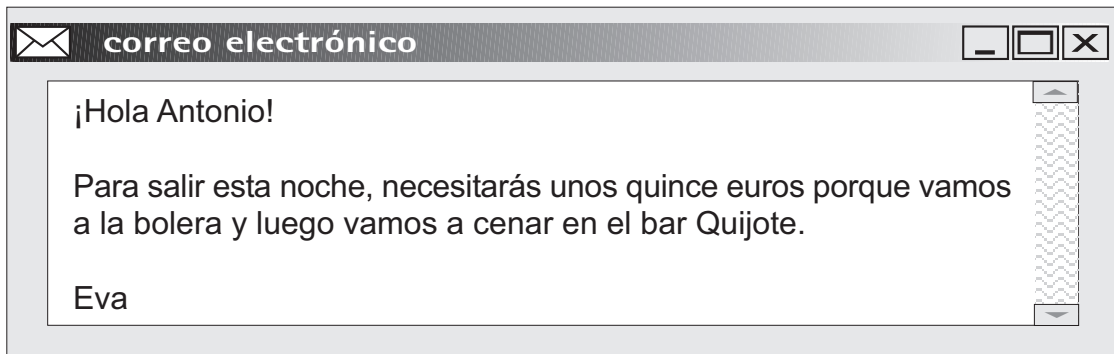 correo electrónico
¡Hola Antonio!
Para salir esta noche, necesitarás unos quince euros porque vamos
a la bolera y luego vamos a cenar en el bar Quijote.
Eva